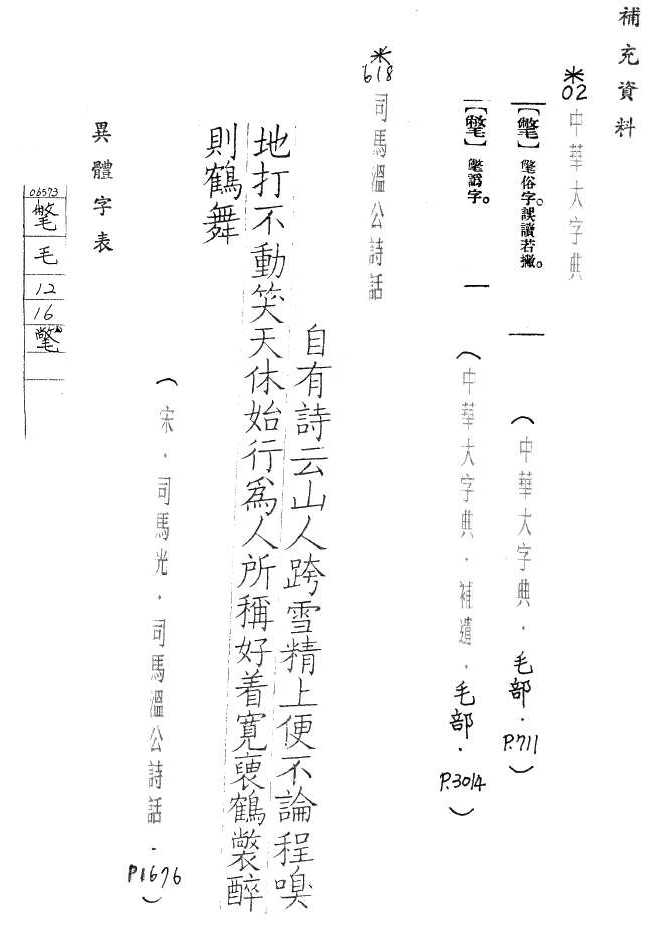 補充資料
*02 中華大字典
【氅】氅俗字。誤讀若撇。
(中華大字典.毛部.P.711)
【氅】氅譌字。
(中華大字典.補遺.毛部.P.3014)
*618 司馬溫公詩話
自有詩云山人跨雪精上便不論程嗅
地打不動笑天休始行爲人所稱好着寬褎鶴氅醉
則鶴舞
(宋.司馬光.司馬溫公詩話.P1676)
異體字表
06573
氅
毛
12
16
氅